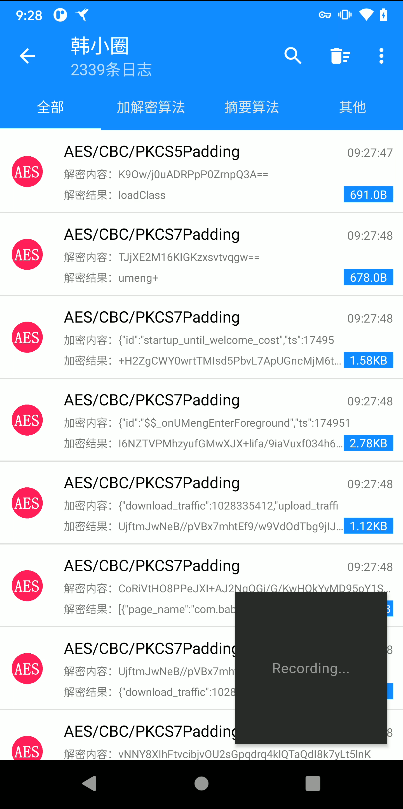 9:28
韩小圈
2339条日志
全部 加解密算法 摘要算法 其他
AES AES/CBC/PKCS5Padding 09:27:47
解密内容：K9Ow/j0uADRPpP0ZmpQ3A==
解密结果：loadClass 691.0B
AES AES/CBC/PKCS7Padding 09:27:48
解密内容：TJjXE2M16KIGKzxsvtvqgw==
解密结果：umeng+ 678.0B
AES AES/CBC/PKCS7Padding 09:27:48
加密内容：{"id":"startup_until_welcome_cost","ts":17495
加密结果：+H2ZgCWY0wrtTMIsd5PbvL7ApUGncMjM6t... 1.58KB
AES AES/CBC/PKCS7Padding 09:27:48
加密内容：{"id":"$$_onUMengEnterForeground","ts":174951
加密结果：I6NZTVPMhzyufGMwXJX+lifa/9iaVuxf034h6... 2.78KB
AES AES/CBC/PKCS7Padding 09:27:48
加密内容：{"download_traffic":1028335412,"upload_traffi
加密结果：UjftmJwNeB//pVBx7mhtEf9/w9VdOdTbg9jIJ... 1.12KB
AES AES/CBC/PKCS7Padding 09:27:48
解密内容：CoRiVtHO8PPeJXI+AJ2NqOGi/G/KwHOkYvMD95pY1S...
解密结果：[{"page_name":"com.bab
AES AES/CBC/PKCS7Padding
解密内容：UjftmJwNeB//pVBx7mh
解密结果：{"download_traffic":1028
Recording...
AES AES/CBC/PKCS7
解密内容：vNNY8XlhFtvcibjvOU2sGpqdrq4kIQTaQdI8k7yLt5lnK